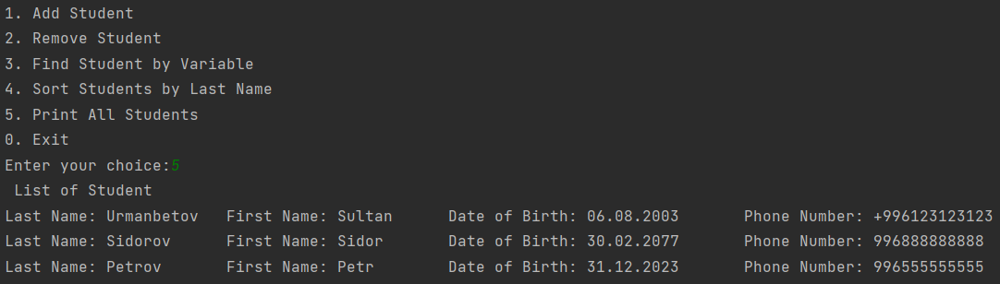 1. Add Student
2. Remove Student
3. Find Student by Variable
4. Sort Students by Last Name
5. Print All Students
0. Exit
Enter your choice:5
 List of Student
Last Name: Urmanbetov   First Name: Sultan      Date of Birth: 06.08.2003       Phone Number: +996123123123
Last Name: Sidorov      First Name: Sidor       Date of Birth: 30.02.2077       Phone Number: 996888888888
Last Name: Petrov       First Name: Petr        Date of Birth: 31.12.2023       Phone Number: 996555555555